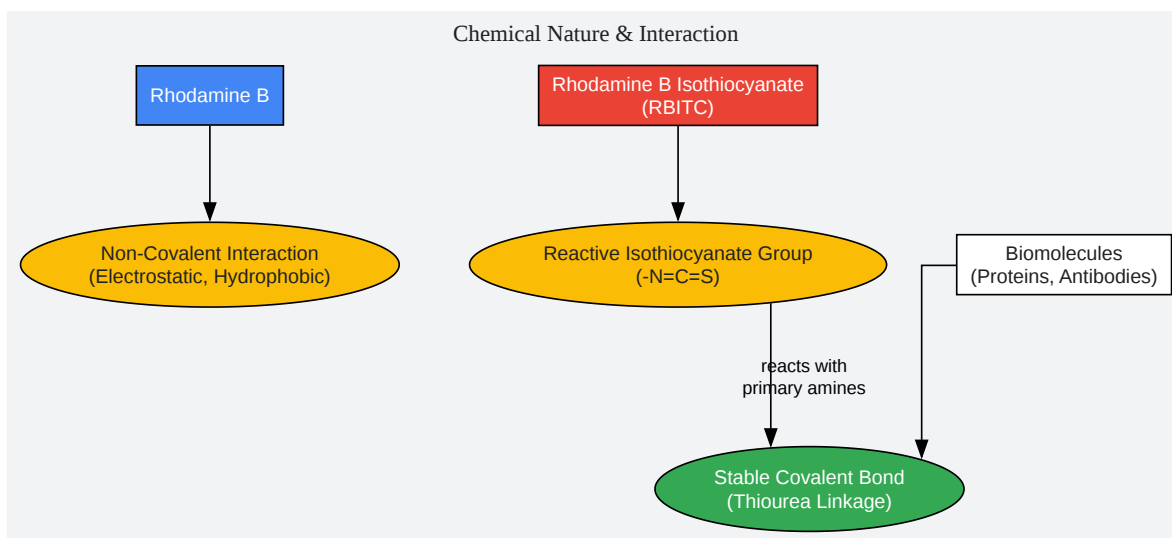 Chemical Nature & Interaction
Rhodamine B
Rhodamine B Isothiocyanate
(RBITC)
Non-Covalent Interaction
(Electrostatic, Hydrophobic)
Reactive Isothiocyanate Group
(-N=C=S)
Biomolecules
(Proteins, Antibodies)
reacts with
primary amines
Stable Covalent Bond
(Thiourea Linkage)